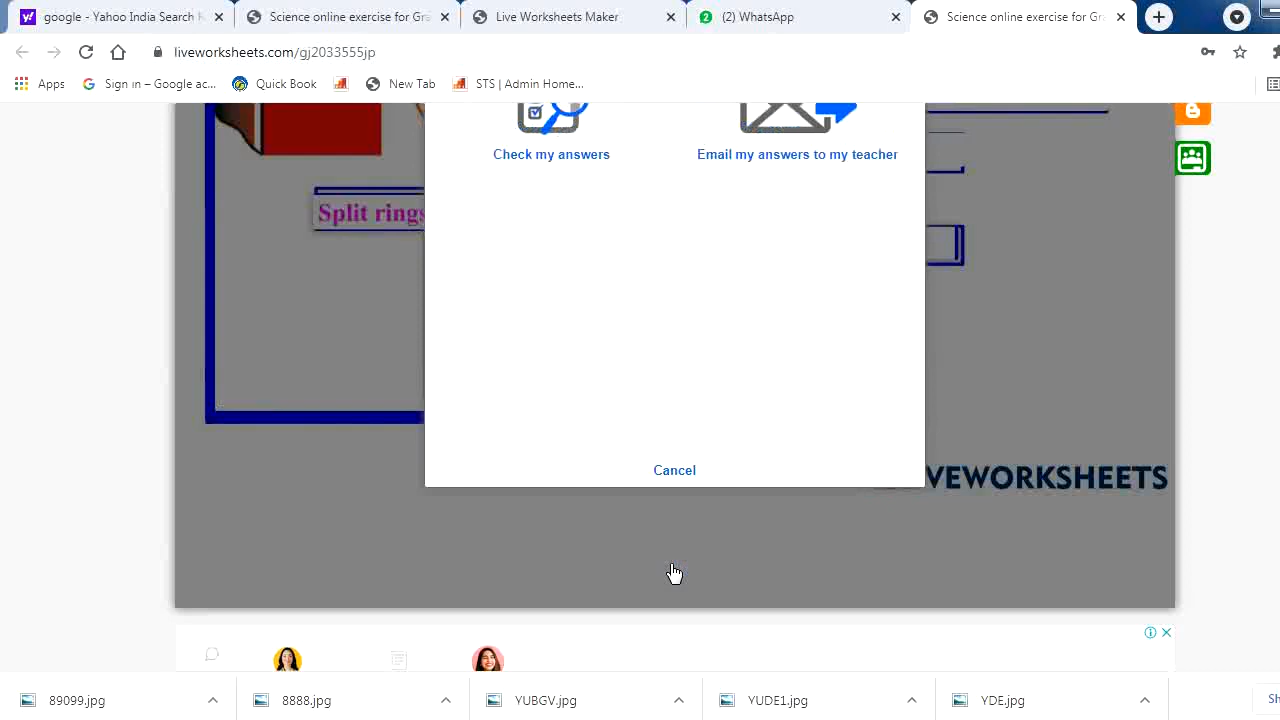 google - Yahoo India Search
Science online exercise for Gra
Live Worksheets Maker
(2) WhatsApp
Science online exercise for Gr
liveworksheets.com/gj2033555jp
Apps
Sign in – Google ac...
Quick Book
New Tab
STS | Admin Home...
Check my answers
Email my answers to my teacher
Split rings
Cancel
VEWORKSHEETS
89099.jpg
8888.jpg
YUBGV.jpg
YUDE1.jpg
YDE.jpg
Sh